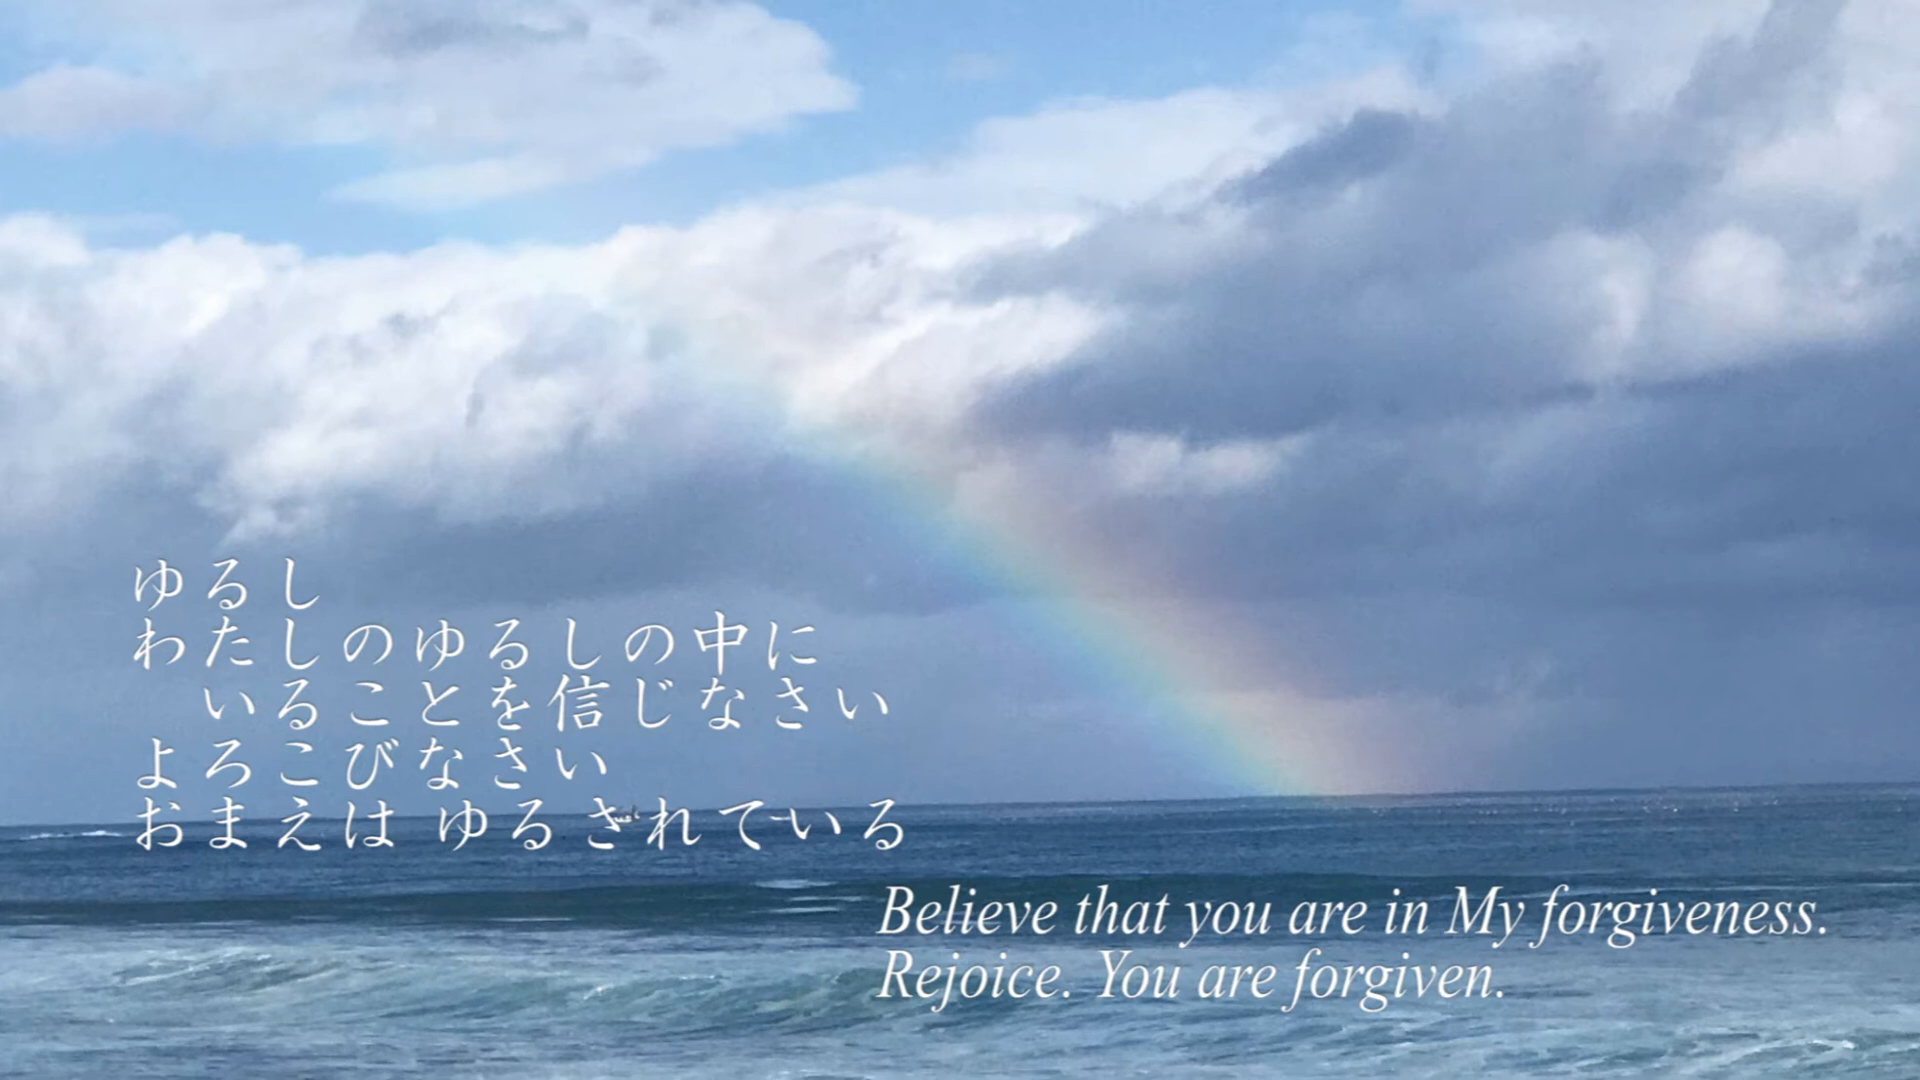 ゆるし
わたしのゆるしの中に
いることを信じなさい
よろこびなさい
おまえは ゆるされている
Believe that you are in My forgiveness.
Rejoice. You are forgiven.